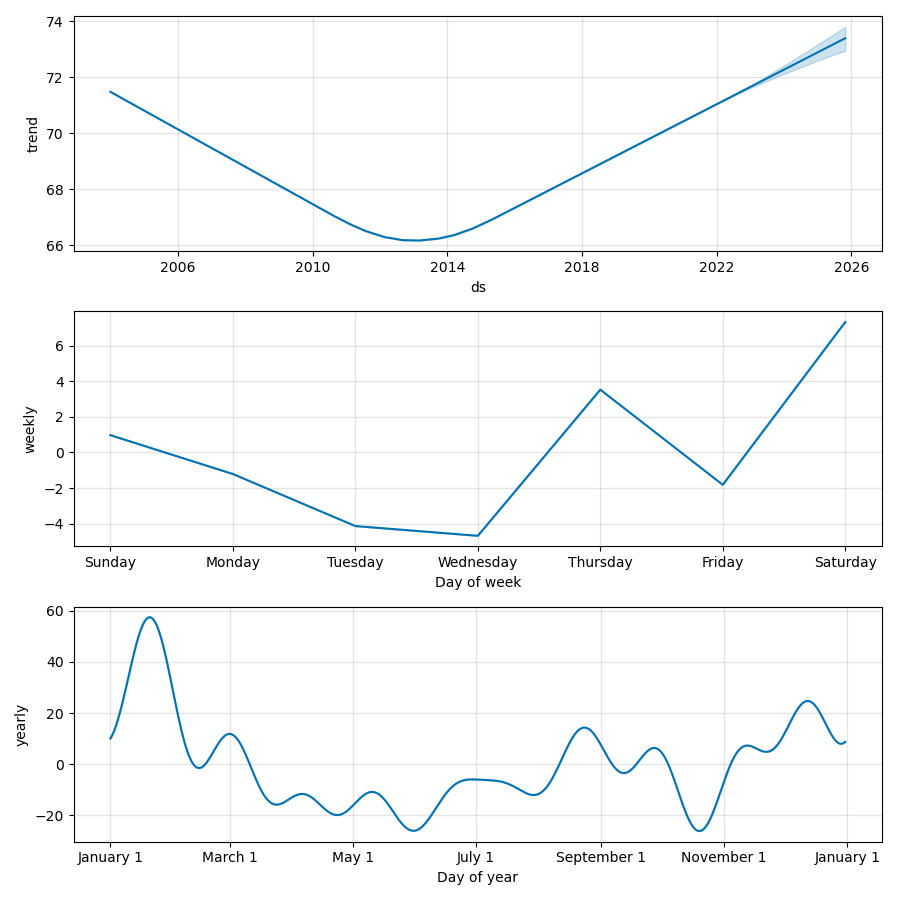 74
72
70
68
66
trend
2006 2010 2014 2018 2022 2026
ds
6
4
2
0
−2
−4
weekly
Sunday Monday Tuesday Wednesday Thursday Friday Saturday
Day of week
60
40
20
0
−20
yearly
January 1 March 1 May 1 July 1 September 1 November 1 January 1
Day of year